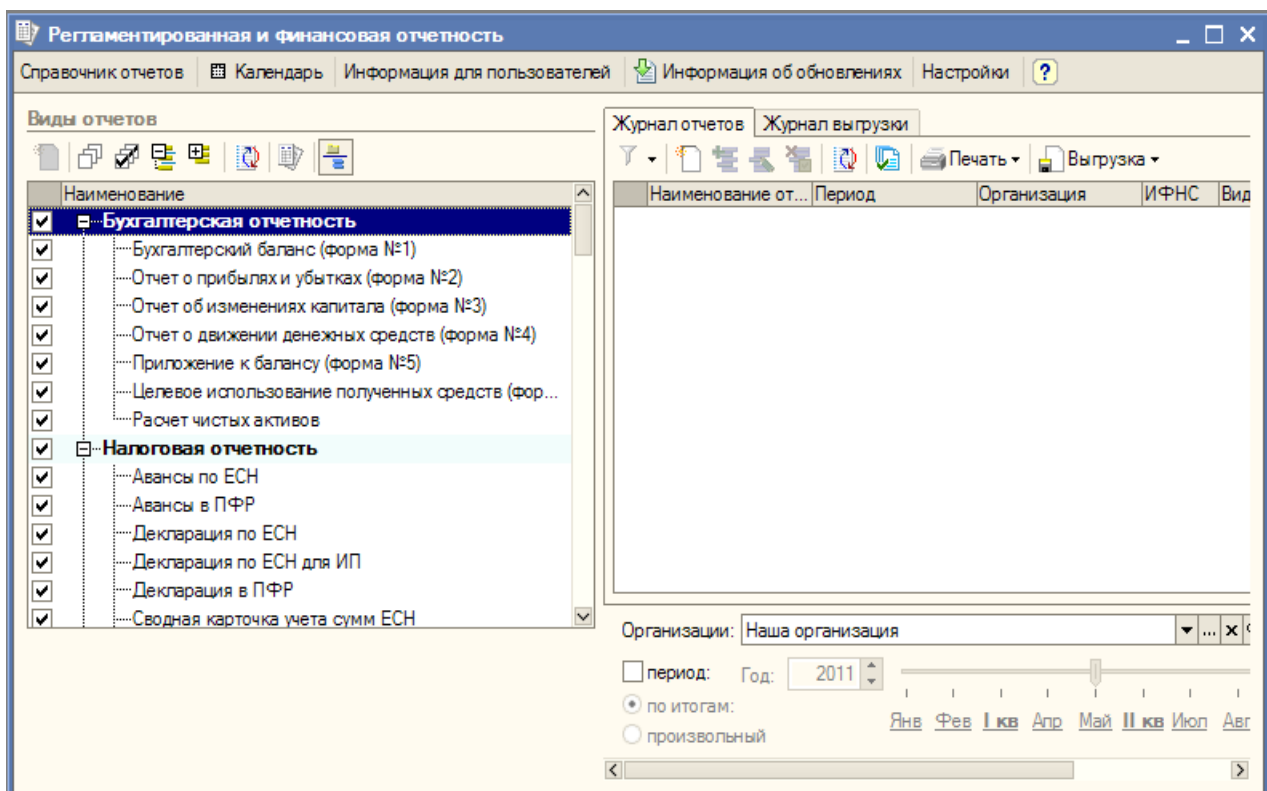 Регламентированная и финансовая отчетность
Справочник отчетов Календарь Информация для пользователей Информация об обновлениях Настройки ?
Виды отчетов
Наименование
Бухгалтерская отчетность
Бухгалтерский баланс (форма №1)
Отчет о прибылях и убытках (форма №2)
Отчет об изменениях капитала (форма №3)
Отчет о движении денежных средств (форма №4)
Приложение к балансу (форма №5)
Целевое использование полученных средств (фор...
Расчет чистых активов
Налоговая отчетность
Авансы по ЕСН
Авансы в ПФР
Декларация по ЕСН
Декларация по ЕСН для ИП
Декларация в ПФР
Сводная карточка учета сумм ЕСН
Журнал отчетов Журнал выгрузки
Печать Выгрузка
Наименование от... Период Организация ИФНС Вид
Организации: Наша организация ... x
период: Год: 2011
по итогам:
произвольный
Янв Фев I кв Апр Май II кв Июл Авг